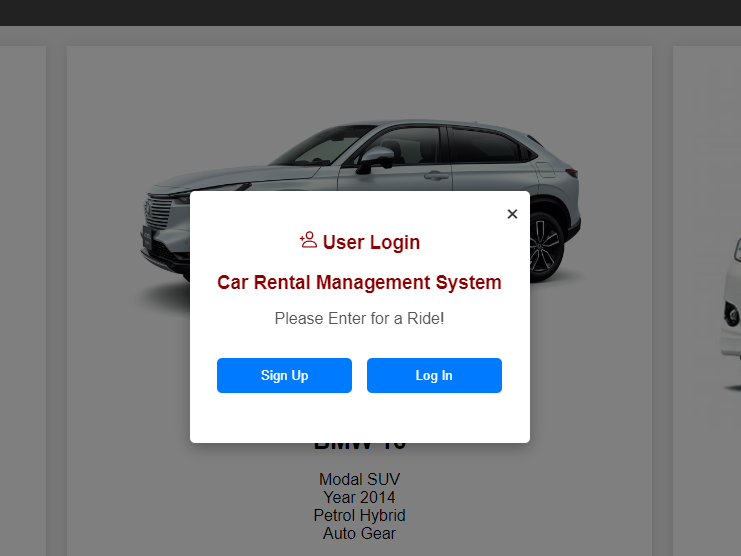 ×
User Login
Car Rental Management System
Please Enter for a Ride!
Sign Up Log In
Modal SUV
Year 2014
Petrol Hybrid
Auto Gear